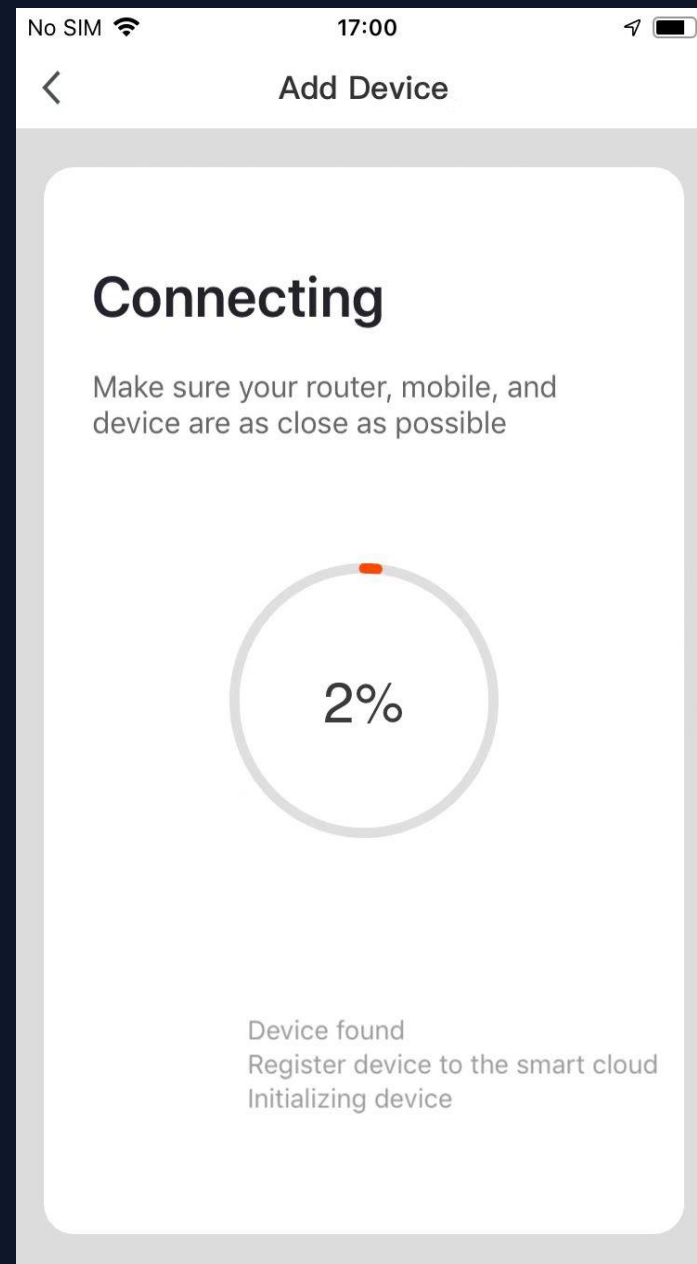 No SIM
17:00
Add Device
Connecting
Make sure your router, mobile, and
device are as close as possible
2%
Device found
Register device to the smart cloud
Initializing device